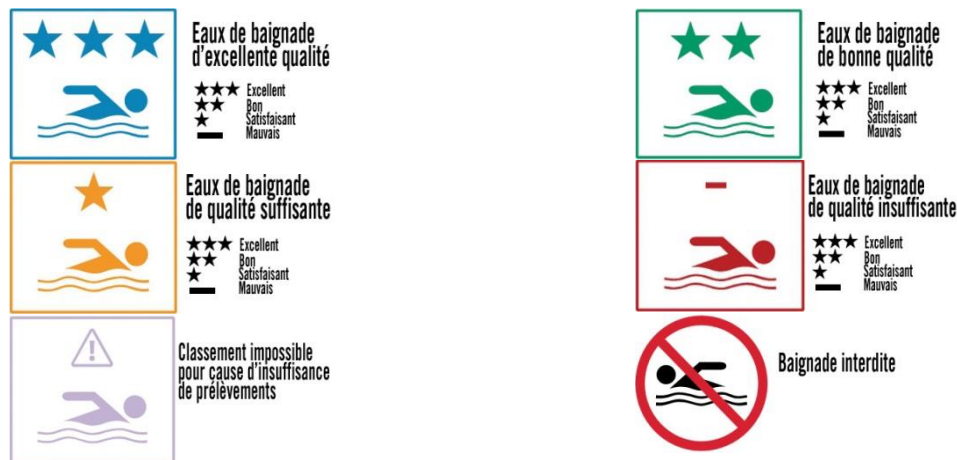 Eaux de baignade
d'excellente qualité
★★★ Excellent
★★ Bon
★ Satisfaisant
Mauvais
Eaux de baignade
de bonne qualité
★★★ Excellent
★★ Bon
★ Satisfaisant
Mauvais
Eaux de baignade
de qualité suffisante
★★★ Excellent
★★ Bon
★ Satisfaisant
Mauvais
Eaux de baignade
de qualité insuffisante
★★★ Excellent
★★ Bon
★ Satisfaisant
Mauvais
Classement impossible
pour cause d'insuffisance
de prélèvements
Baignade interdite